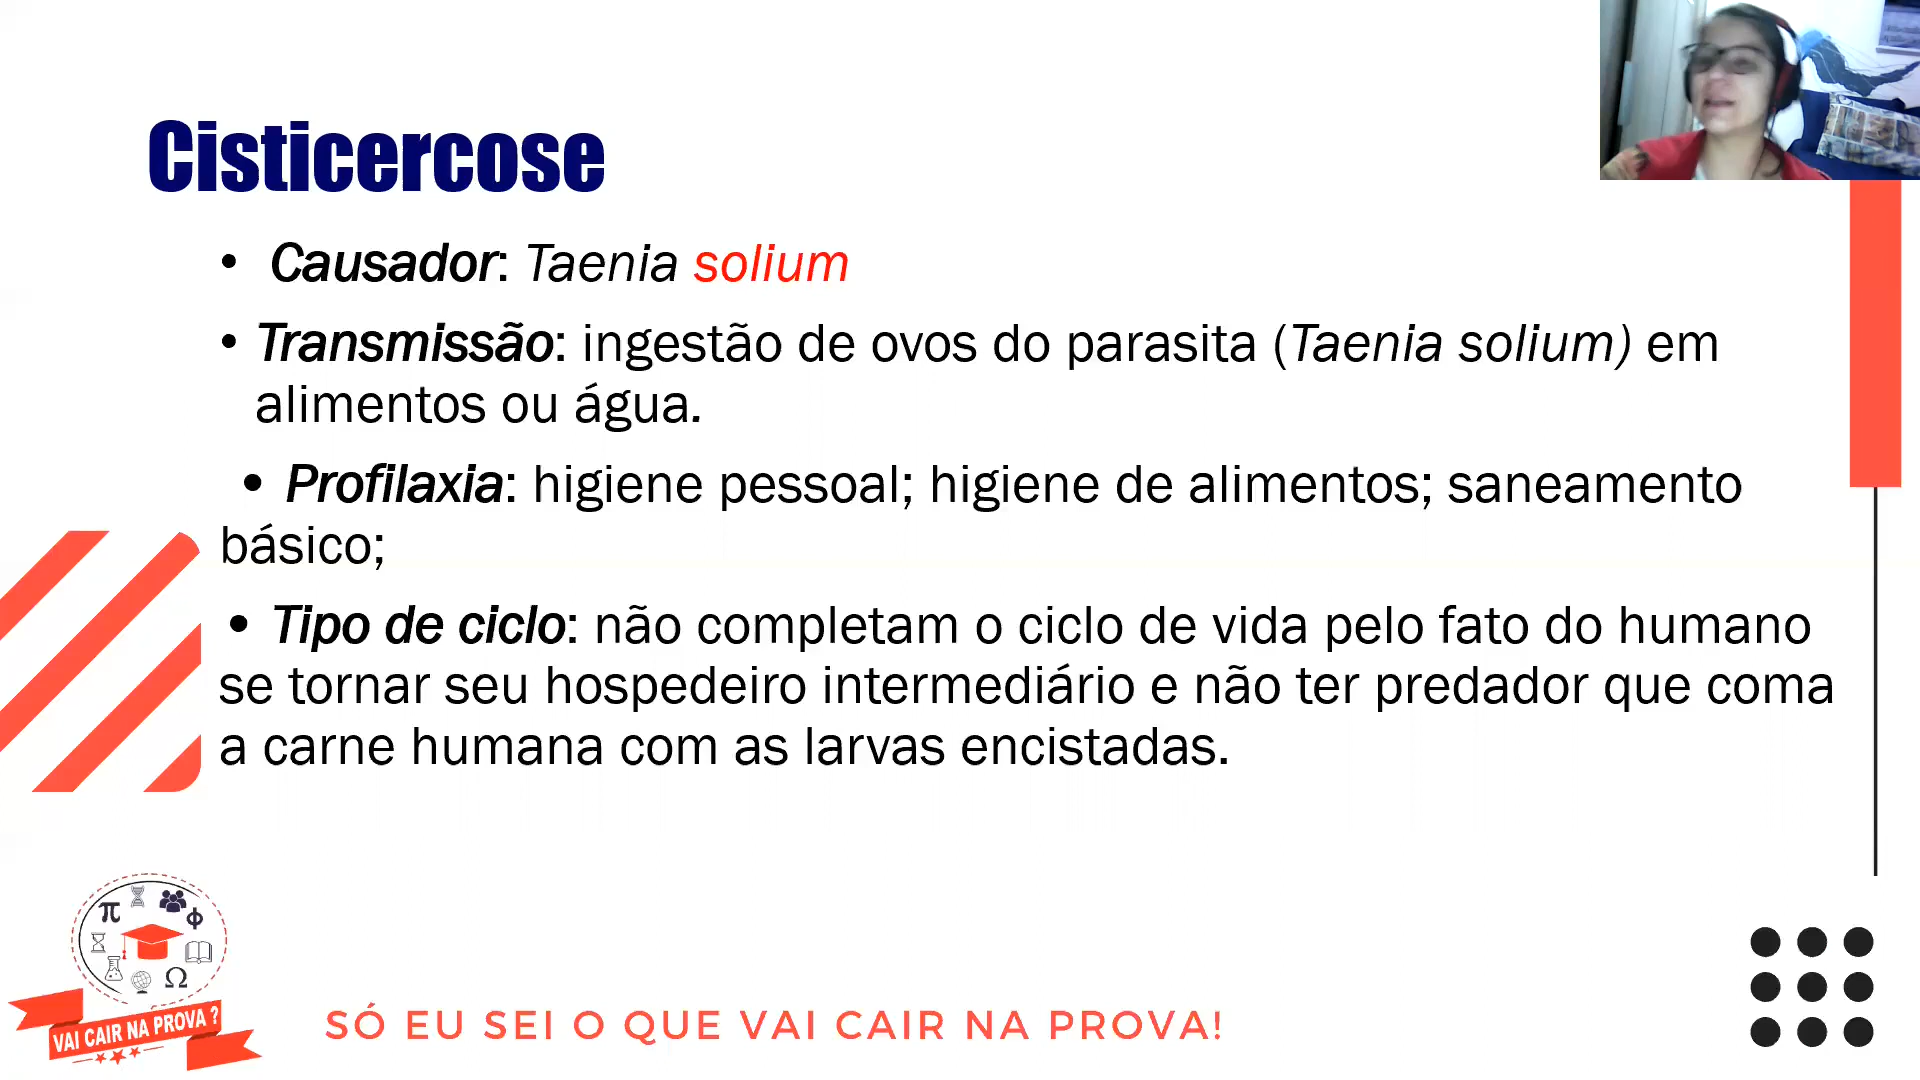 Cisticercose
• Causador: Taenia solium
• Transmissão: ingestão de ovos do parasita (Taenia solium) em
alimentos ou água.
• Profilaxia: higiene pessoal; higiene de alimentos; saneamento
básico;
• Tipo de ciclo: não completam o ciclo de vida pelo fato do humano
se tornar seu hospedeiro intermediário e não ter predador que coma
a carne humana com as larvas encistadas.
π
Φ
Ω
VAI CAIR NA PROVA ?
SÓ EU SEI O QUE VAI CAIR NA PROVA!